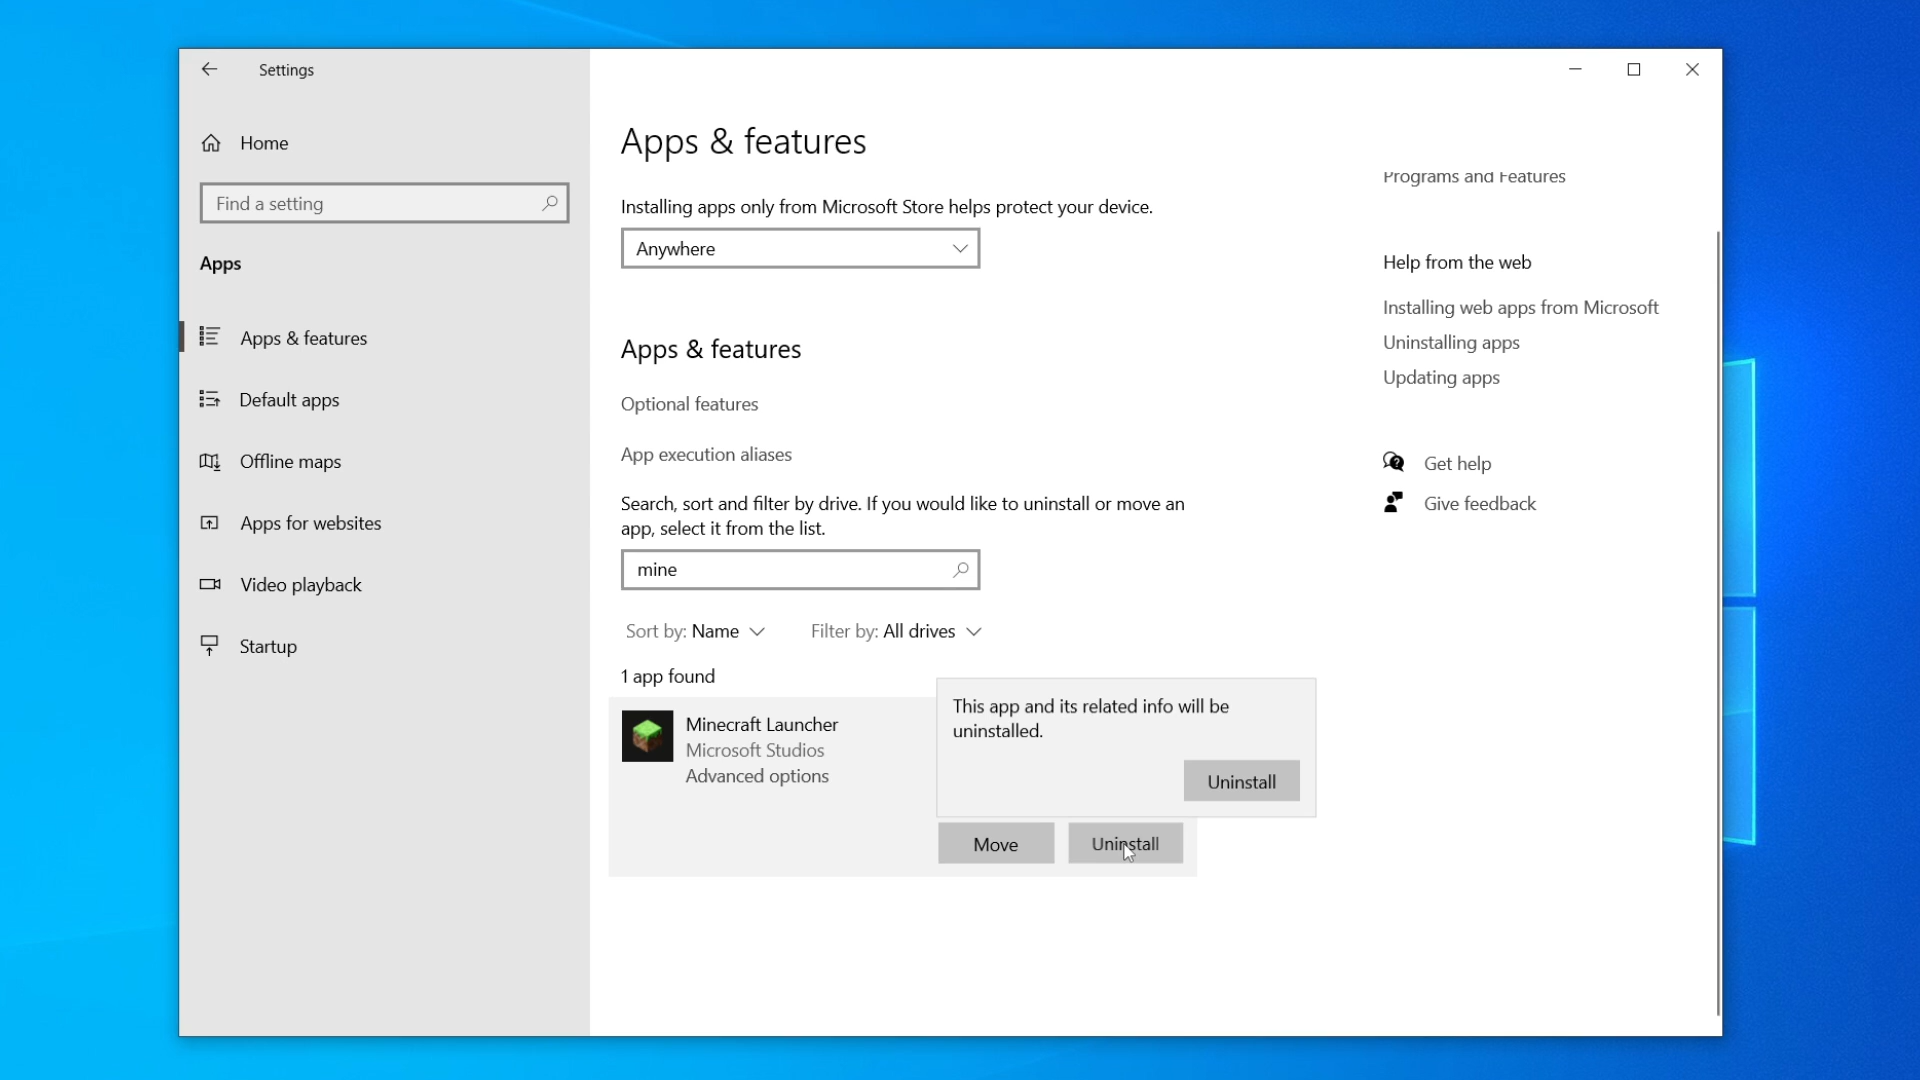 Settings
Home
Find a setting
Apps
Apps & features
Default apps
Offline maps
Apps for websites
Video playback
Startup
Apps & features
Installing apps only from Microsoft Store helps protect your device.
Anywhere
Apps & features
Optional features
App execution aliases
Search, sort and filter by drive. If you would like to uninstall or move an
app, select it from the list.
mine
Sort by: Name
Filter by: All drives
1 app found
Minecraft Launcher
Microsoft Studios
Advanced options
This app and its related info will be
uninstalled.
Uninstall
Move
Uninstall
Programs and Features
Help from the web
Installing web apps from Microsoft
Uninstalling apps
Updating apps
Get help
Give feedback